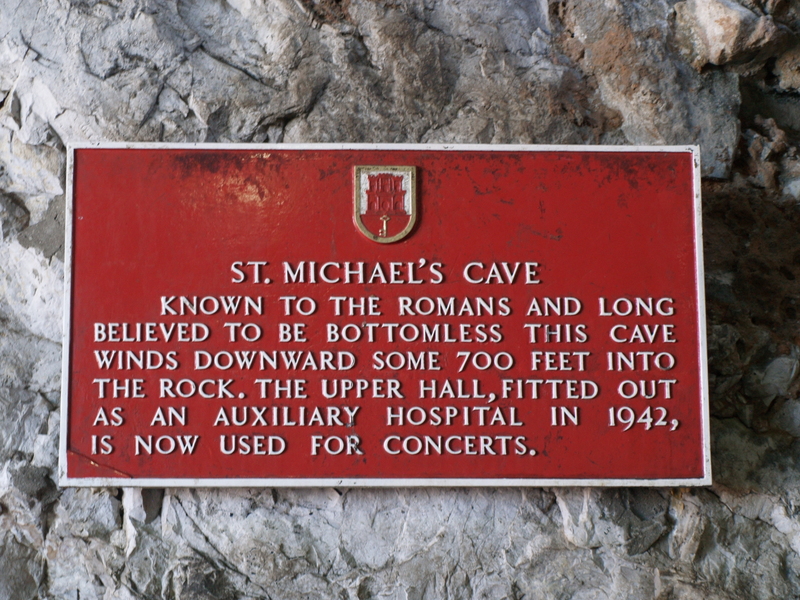 ST. MICHAEL'S CAVE
KNOWN TO THE ROMANS AND LONG
BELIEVED TO BE BOTTOMLESS THIS CAVE
WINDS DOWNWARD SOME 700 FEET INTO
THE ROCK. THE UPPER HALL, FITTED OUT
AS AN AUXILIARY HOSPITAL IN 1942,
IS NOW USED FOR CONCERTS.